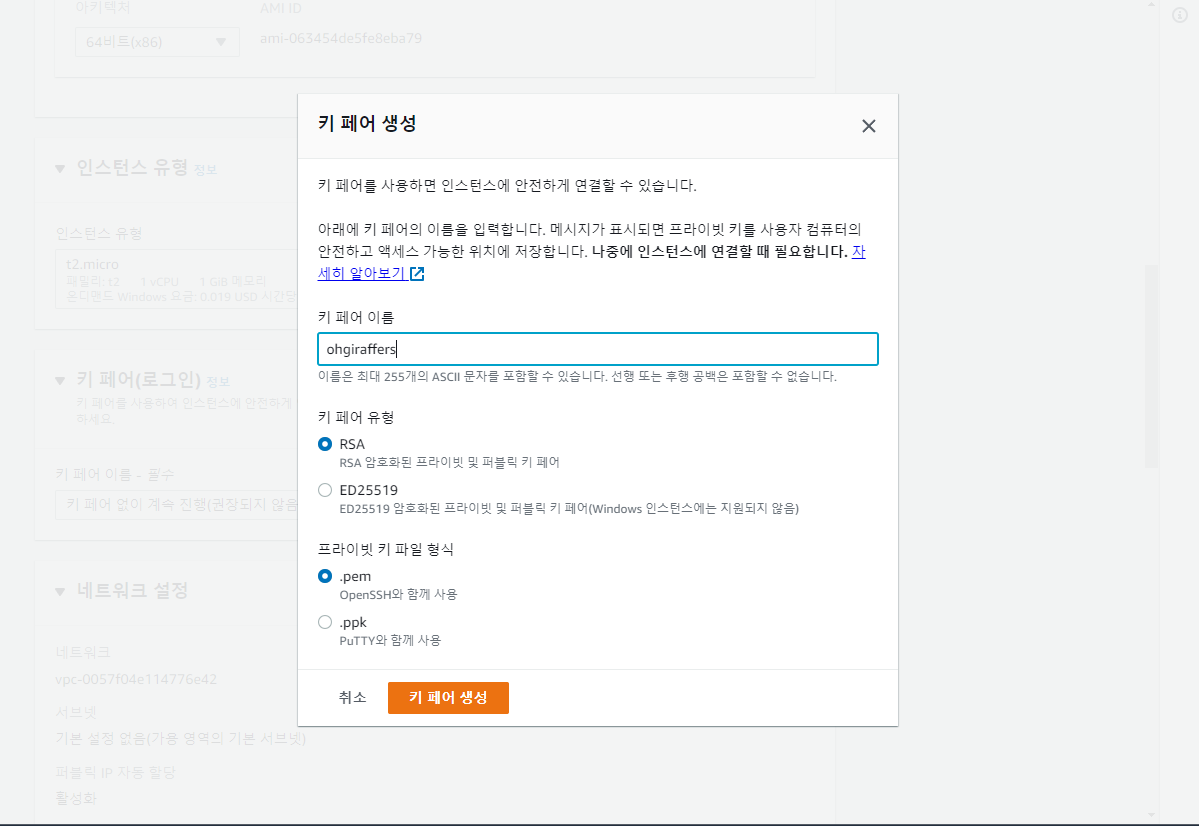 아키텍처
AMI ID
64비트(x86)
ami-063454de5fe8eba79
인스턴스 유형 정보
인스턴스 유형
t2.micro
패밀리: t2 1 vCPU 1 GiB 메모리
온디맨드 Windows 요금: 0.019 USD 시간당
키 페어(로그인) 정보
키 페어를 사용하여 인스턴스에 안전하게
하세요.
키 페어 이름 - 필수
키 페어 없이 계속 진행(권장되지 않음
네트워크 설정
네트워크
vpc-0057f04e114776e42
서브넷
기본 설정 없음(가용 영역의 기본 서브넷)
퍼블릭 IP 자동 할당
활성화
키 페어 생성
키 페어를 사용하면 인스턴스에 안전하게 연결할 수 있습니다.
아래에 키 페어의 이름을 입력합니다. 메시지가 표시되면 프라이빗 키를 사용자 컴퓨터의
안전하고 액세스 가능한 위치에 저장합니다. 나중에 인스턴스에 연결할 때 필요합니다. 자
세히 알아보기
키 페어 이름
ohgiraffers
이름은 최대 255개의 ASCII 문자를 포함할 수 있습니다. 선행 또는 후행 공백은 포함할 수 없습니다.
키 페어 유형
RSA
RSA 암호화된 프라이빗 및 퍼블릭 키 페어
ED25519
ED25519 암호화된 프라이빗 및 퍼블릭 키 페어(Windows 인스턴스에는 지원되지 않음)
프라이빗 키 파일 형식
.pem
OpenSSH와 함께 사용
.ppk
PuTTY와 함께 사용
취소
키 페어 생성